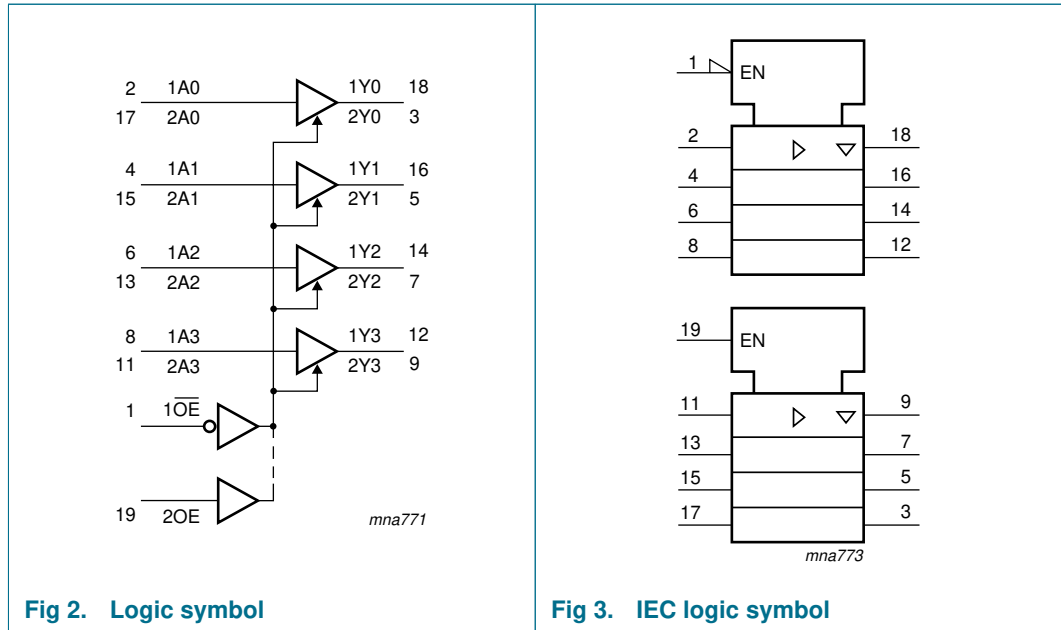 2 1A0 1Y0 18
17 2A0 2Y0 3
4 1A1 1Y1 16
15 2A1 2Y1 5
6 1A2 1Y2 14
13 2A2 2Y2 7
8 1A3 1Y3 12
11 2A3 2Y3 9
1 1O̅E̅
19 2OE
mna771
Fig 2. Logic symbol
1 EN
2 18
4 16
6 14
8 12
19 EN
11 9
13 7
15 5
17 3
mna773
Fig 3. IEC logic symbol